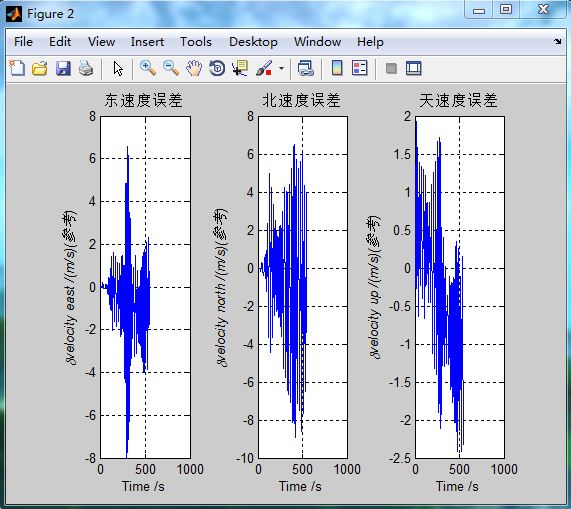 Figure 2
File Edit View Insert Tools Desktop Window Help
东速度误差
8
6
4
2
0
-2
-4
-6
-8
0 500 1000
Time /s
δvelocity east /(m/s)(参考)
北速度误差
8
6
4
2
0
-2
-4
-6
-8
-10
0 500 1000
Time /s
δvelocity north /(m/s)(参考)
天速度误差
2
1.5
1
0.5
0
-0.5
-1
-1.5
-2
-2.5
0 500 1000
Time /s
δvelocity up /(m/s)(参考)